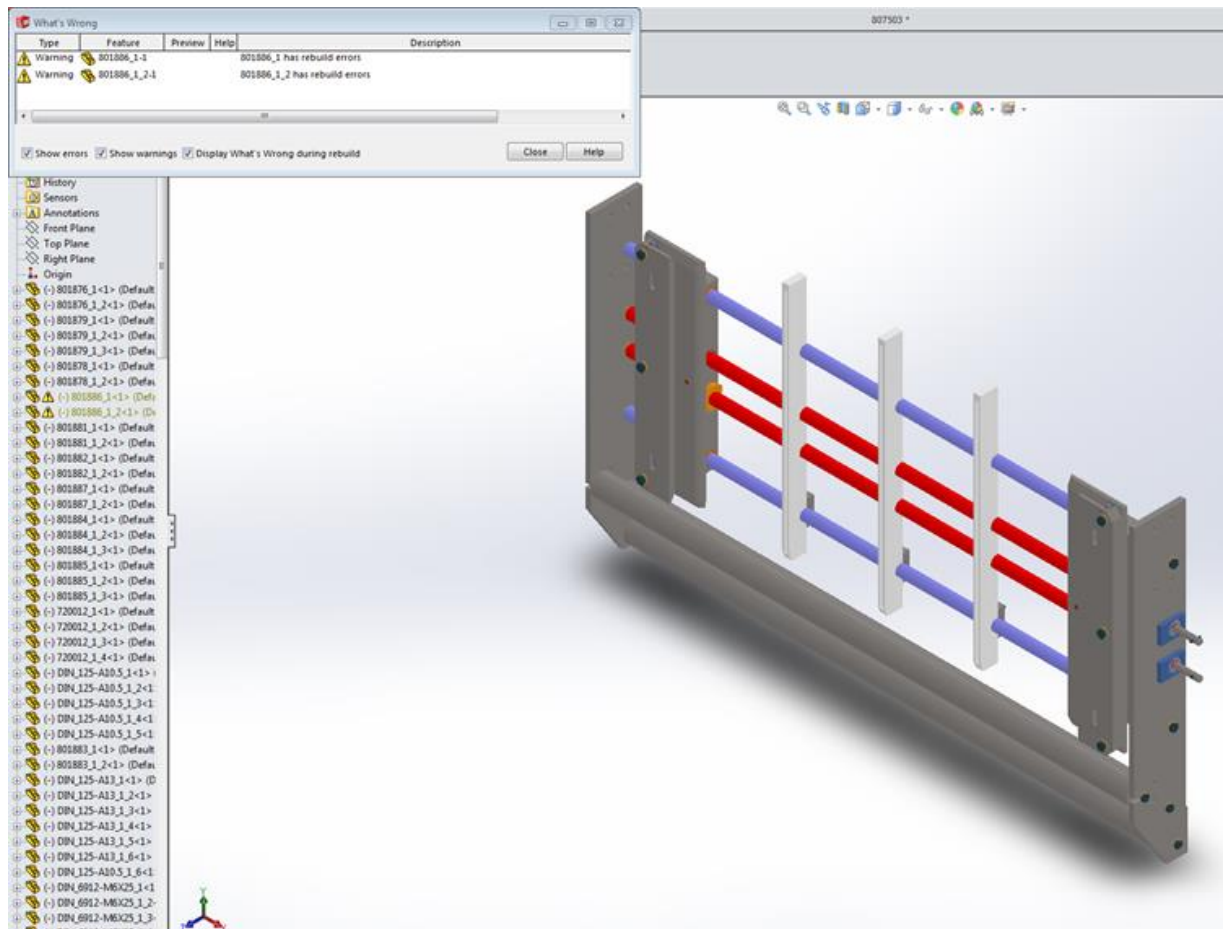 What's Wrong
807503 *
Type Feature Preview Help Description
Warning 801886_1-1 801886_1 has rebuild errors
Warning 801886_1_2-1 801886_1_2 has rebuild errors
Show errors Show warnings Display What's Wrong during rebuild Close Help
History
Sensors
A Annotations
Front Plane
Top Plane
Right Plane
Origin
(-) 801876_1<1> (Default
(-) 801876_1_2<1> (Defau
(-) 801879_1<1> (Default
(-) 801879_1_2<1> (Defau
(-) 801879_1_3<1> (Defau
(-) 801878_1<1> (Default
(-) 801878_1_2<1> (Defau
(-) 801886_1<1> (Defa
(-) 801886_1_2<1> (De
(-) 801881_1<1> (Default
(-) 801881_1_2<1> (Defau
(-) 801882_1<1> (Default
(-) 801882_1_2<1> (Defau
(-) 801887_1<1> (Default
(-) 801887_1_2<1> (Defau
(-) 801884_1<1> (Default
(-) 801884_1_2<1> (Defau
(-) 801884_1_3<1> (Defau
(-) 801885_1<1> (Default
(-) 801885_1_2<1> (Defau
(-) 801885_1_3<1> (Defau
(-) 720012_1<1> (Default
(-) 720012_1_2<1> (Defau
(-) 720012_1_3<1> (Defau
(-) 720012_1_4<1> (Defau
(-) DIN_125-A10.5_1<1> (
(-) DIN_125-A10.5_1_2<1
(-) DIN_125-A10.5_1_3<1
(-) DIN_125-A10.5_1_4<1
(-) DIN_125-A10.5_1_5<1
(-) 801883_1<1> (Default
(-) 801883_1_2<1> (Defau
(-) DIN_125-A13_1<1> (D
(-) DIN_125-A13_1_2<1>
(-) DIN_125-A13_1_3<1>
(-) DIN_125-A13_1_4<1>
(-) DIN_125-A13_1_5<1>
(-) DIN_125-A13_1_6<1>
(-) DIN_125-A10.5_1_6<1
(-) DIN_6912-M6X25_1<1
(-) DIN_6912-M6X25_1_2-
(-) DIN_6912-M6X25_1_3-